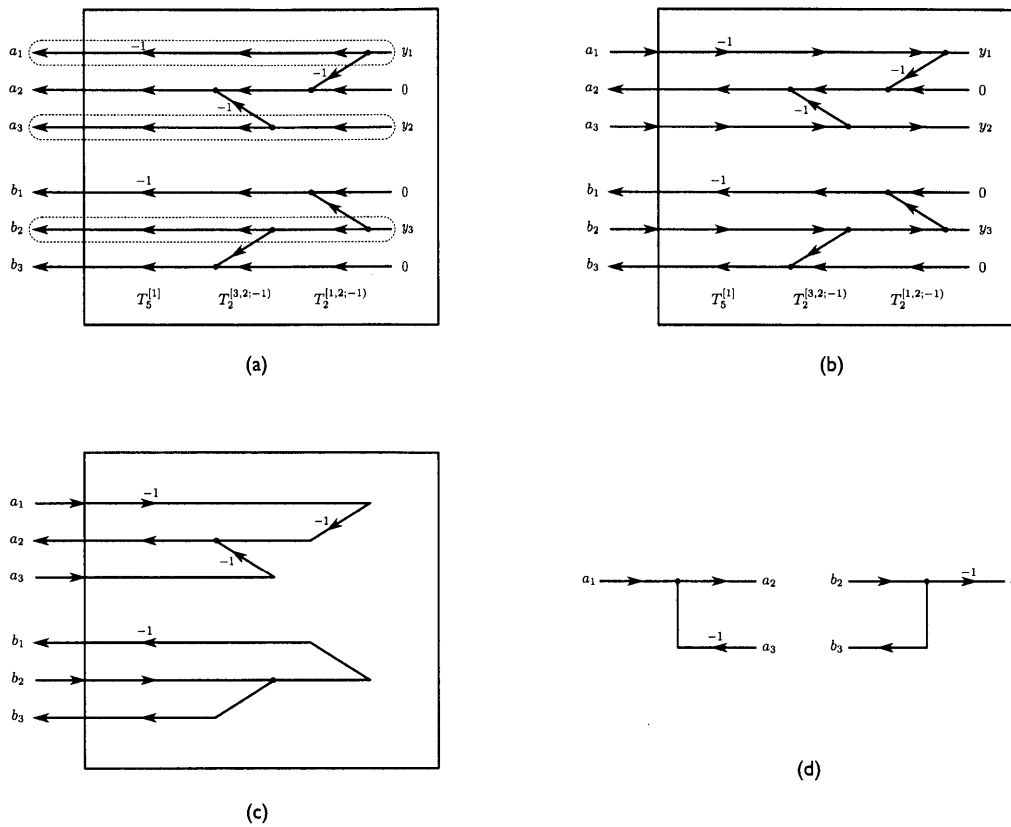 a₁ -1 y₁ a₁ -1 y₁
-1 -1
a₂ 0 a₂ 0
-1 -1
a₃ y₂ a₃ y₂
b₁ -1 0 b₁ -1 0
b₂ y₃ b₂ y₃
b₃ 0 b₃ 0
T₅^[1] T₂^[3,2;-1) T₂^[1,2;-1) T₅^[1] T₂^[3,2;-1) T₂^[1,2;-1)
(a) (b)
a₁ -1
-1
a₂
-1
a₃
b₁ -1
b₂
b₃
(c)
a₁ a₂ b₂ -1
-1 a₃ b₃
(d)